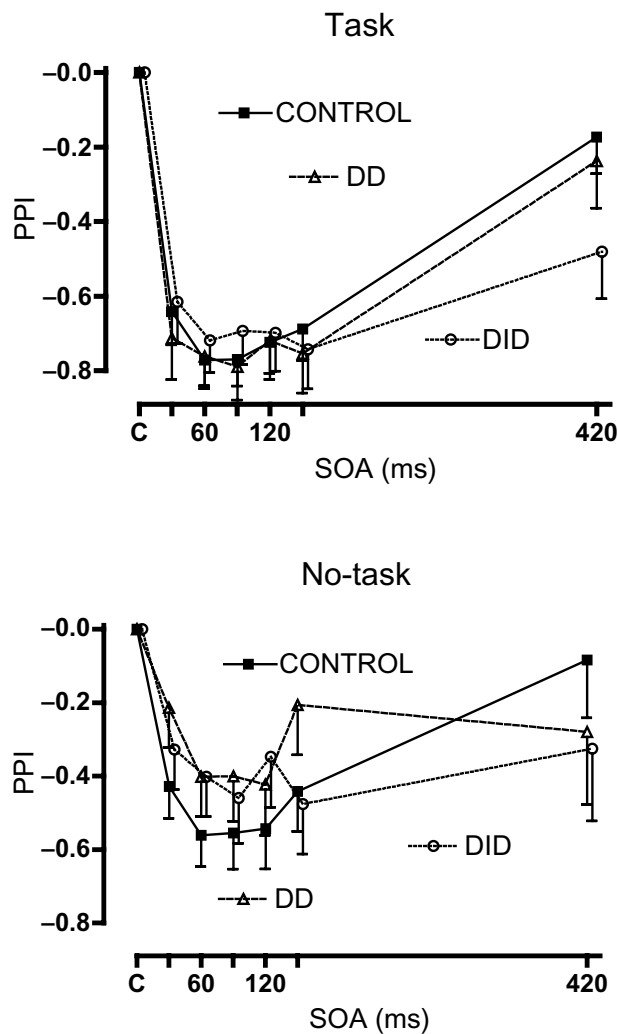 Task
–0.0
CONTROL
–0.2
DD
PPI
–0.4
–0.6
DID
–0.8
C 60 120 420
SOA (ms)
No-task
–0.0
CONTROL
–0.2
PPI
–0.4
–0.6
DID
DD
–0.8
C 60 120 420
SOA (ms)